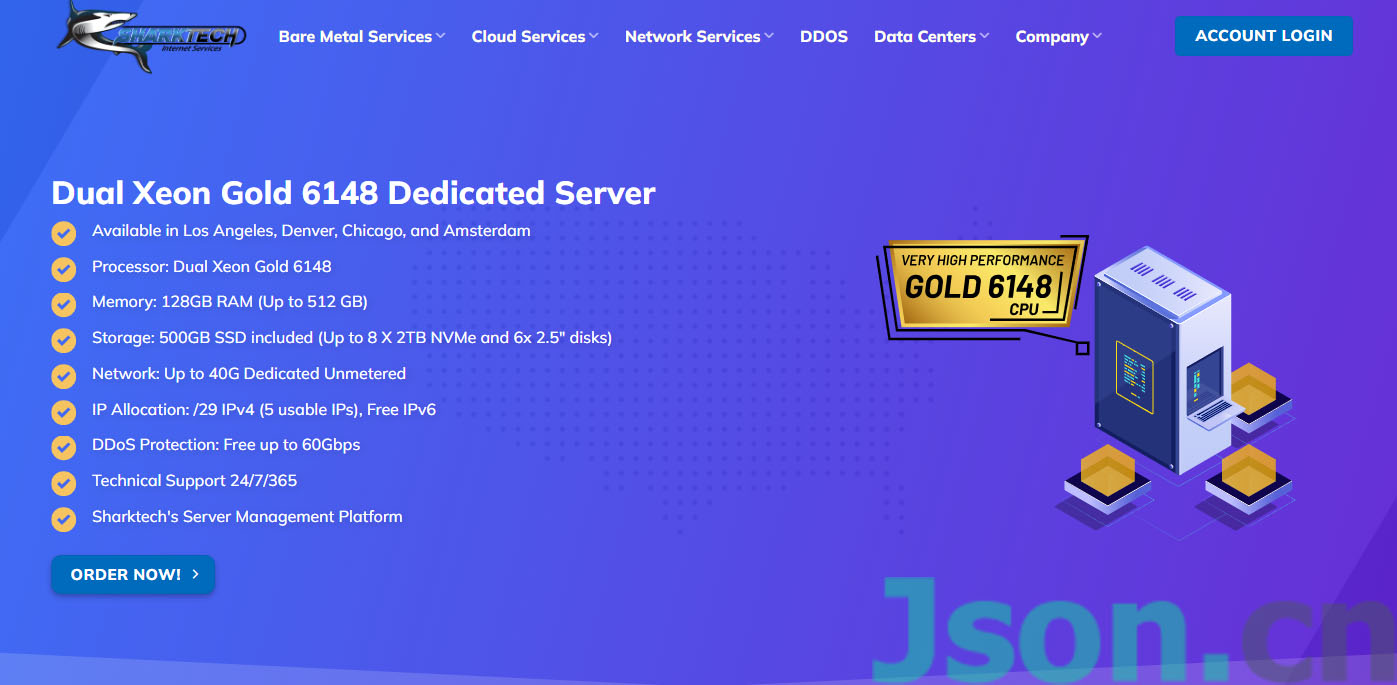 SHARKTECH
Internet Services
Bare Metal Services
Cloud Services
Network Services
DDOS
Data Centers
Company
ACCOUNT LOGIN
Dual Xeon Gold 6148 Dedicated Server
Available in Los Angeles, Denver, Chicago, and Amsterdam
Processor: Dual Xeon Gold 6148
Memory: 128GB RAM (Up to 512 GB)
Storage: 500GB SSD included (Up to 8 X 2TB NVMe and 6x 2.5" disks)
Network: Up to 40G Dedicated Unmetered
IP Allocation: /29 IPv4 (5 usable IPs), Free IPv6
DDoS Protection: Free up to 60Gbps
Technical Support 24/7/365
Sharktech's Server Management Platform
ORDER NOW!
VERY HIGH PERFORMANCE
GOLD 6148
CPU
Json.cn